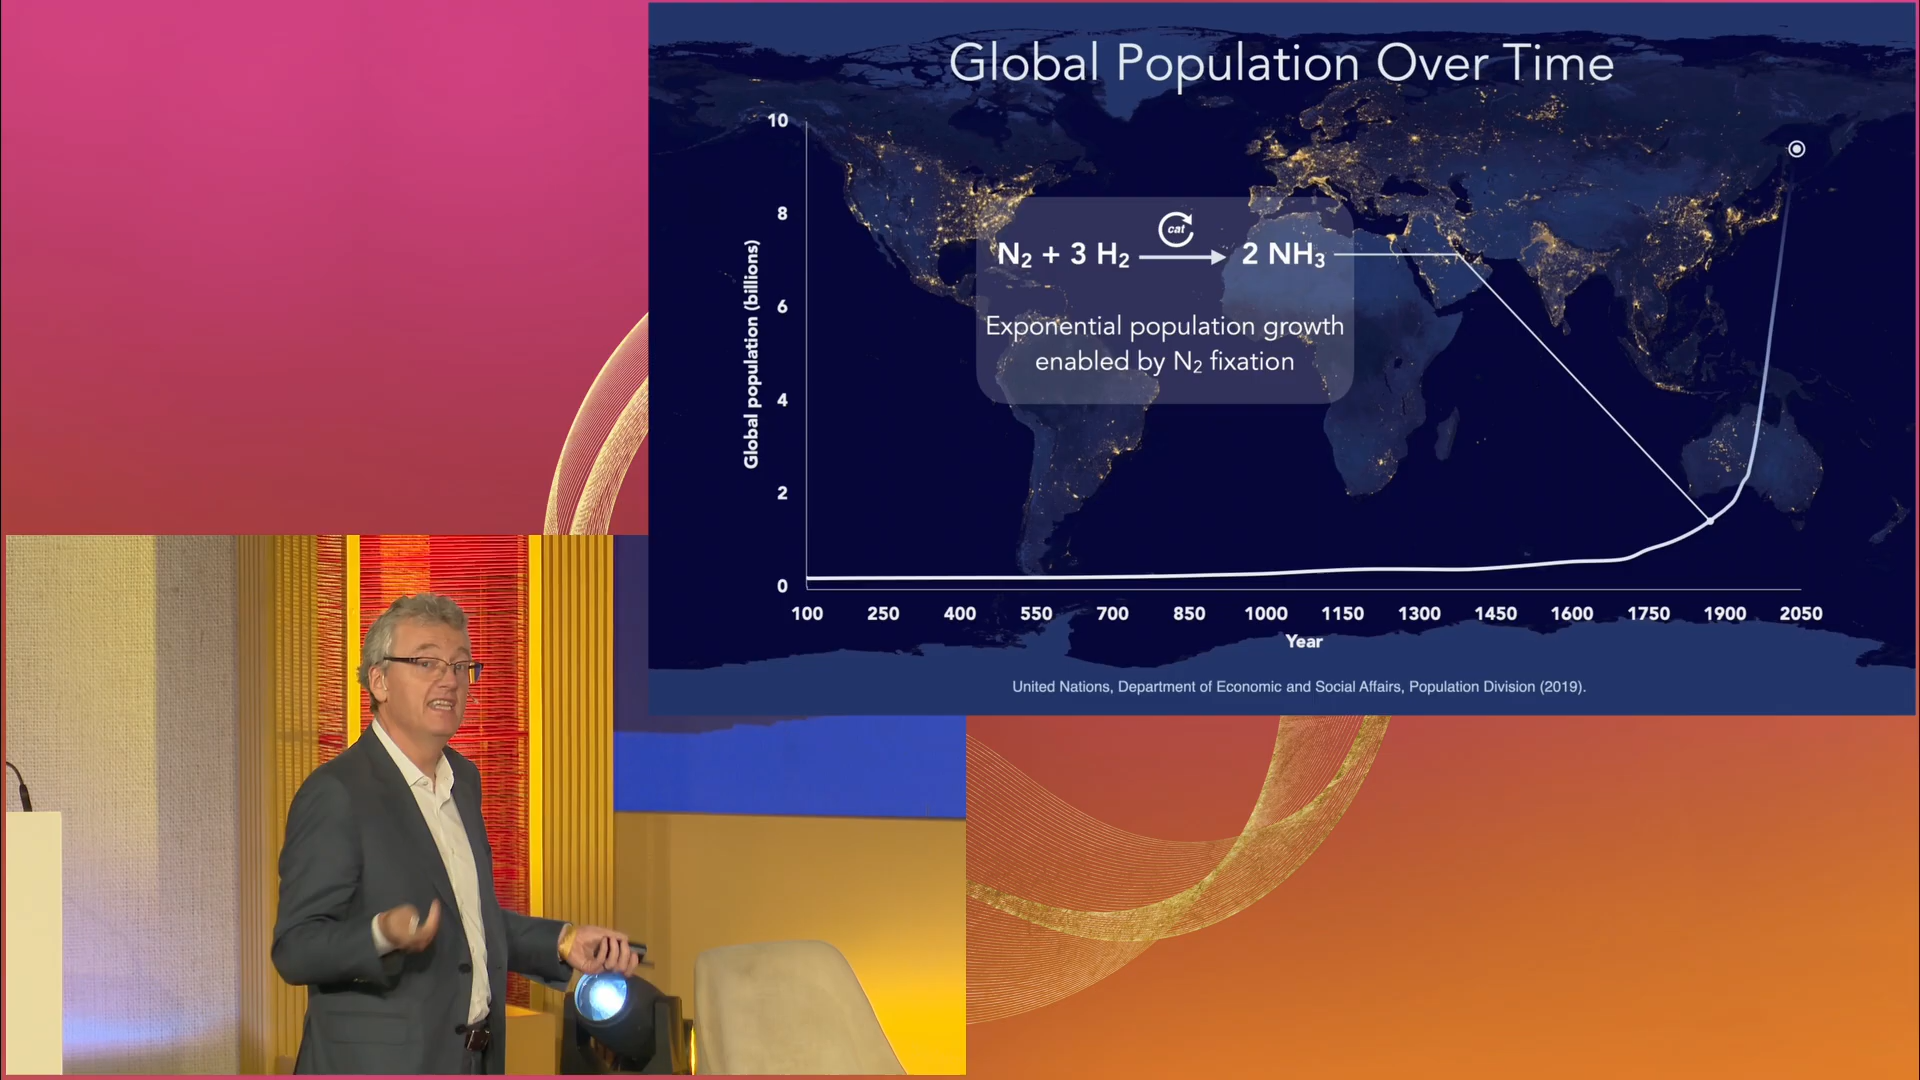 Global Population Over Time
10
8
6
4
2
0
Global population (billions)
cat
N₂ + 3 H₂ → 2 NH₃
Exponential population growth
enabled by N₂ fixation
100 250 400 550 700 850 1000 1150 1300 1450 1600 1750 1900 2050
Year
United Nations, Department of Economic and Social Affairs, Population Division (2019).